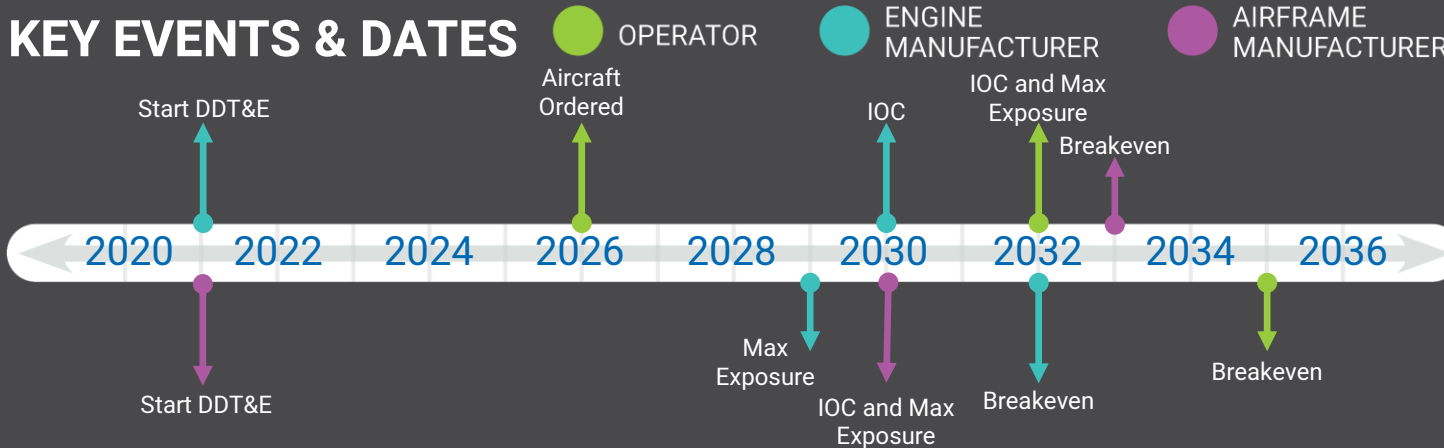 KEY EVENTS & DATES
OPERATOR
ENGINE
MANUFACTURER
AIRFRAME
MANUFACTURER
Start DDT&E
Aircraft
Ordered
IOC
IOC and Max
Exposure
Breakeven
2020 2022 2024 2026 2028 2030 2032 2034 2036
Start DDT&E
Max
Exposure
IOC and Max
Exposure
Breakeven
Breakeven